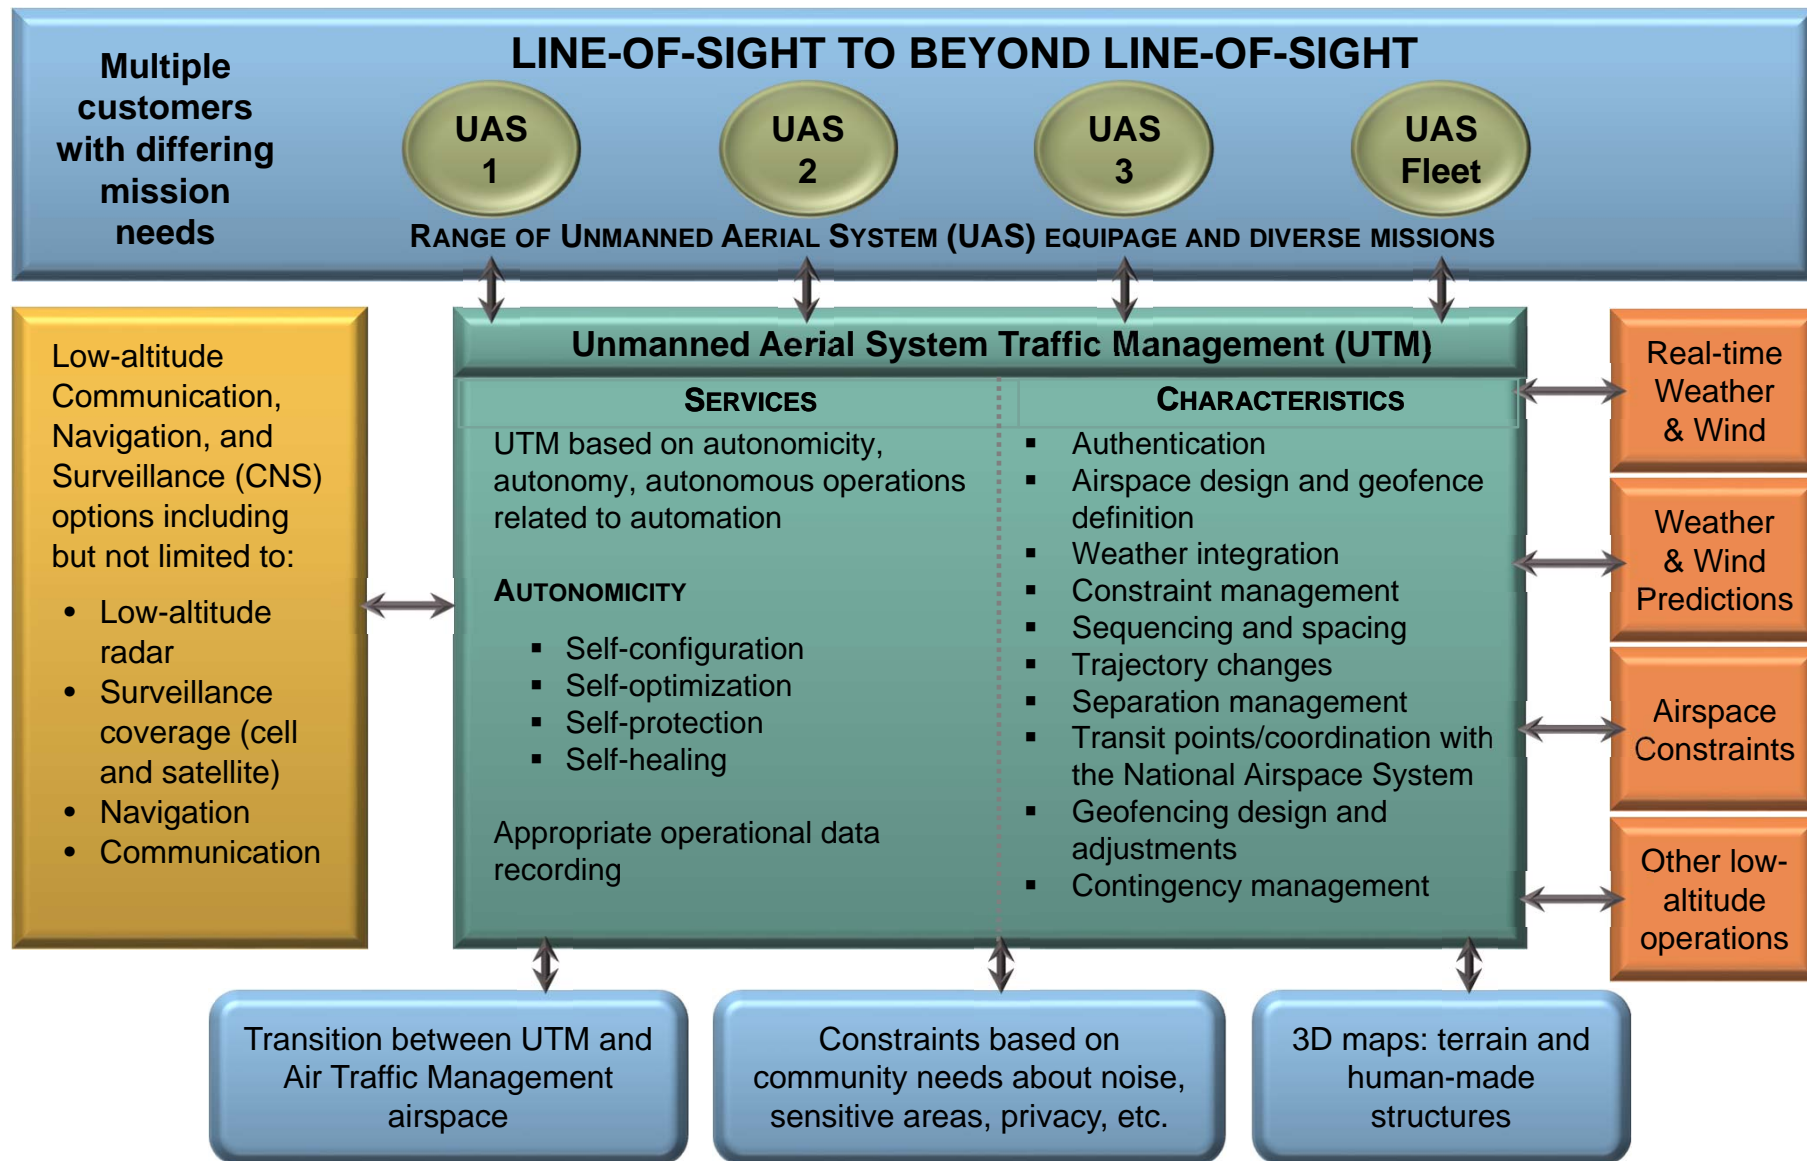 LINE-OF-SIGHT TO BEYOND LINE-OF-SIGHT
Multiple
customers
with differing
mission
needs
UAS
1
UAS
2
UAS
3
UAS
Fleet
RANGE OF UNMANNED AERIAL SYSTEM (UAS) EQUIPAGE AND DIVERSE MISSIONS
Low-altitude
Communication,
Navigation, and
Surveillance (CNS)
options including
but not limited to:
• Low-altitude
radar
• Surveillance
coverage (cell
and satellite)
• Navigation
• Communication
Unmanned Aerial System Traffic Management (UTM)
SERVICES
UTM based on autonomicity,
autonomy, autonomous operations
related to automation
AUTONOMICITY
▪ Self-configuration
▪ Self-optimization
▪ Self-protection
▪ Self-healing
Appropriate operational data
recording
CHARACTERISTICS
▪ Authentication
▪ Airspace design and geofence
definition
▪ Weather integration
▪ Constraint management
▪ Sequencing and spacing
▪ Trajectory changes
▪ Separation management
▪ Transit points/coordination with
the National Airspace System
▪ Geofencing design and
adjustments
▪ Contingency management
Real-time
Weather
& Wind
Weather
& Wind
Predictions
Airspace
Constraints
Other low-
altitude
operations
Transition between UTM and
Air Traffic Management
airspace
Constraints based on
community needs about noise,
sensitive areas, privacy, etc.
3D maps: terrain and
human-made
structures